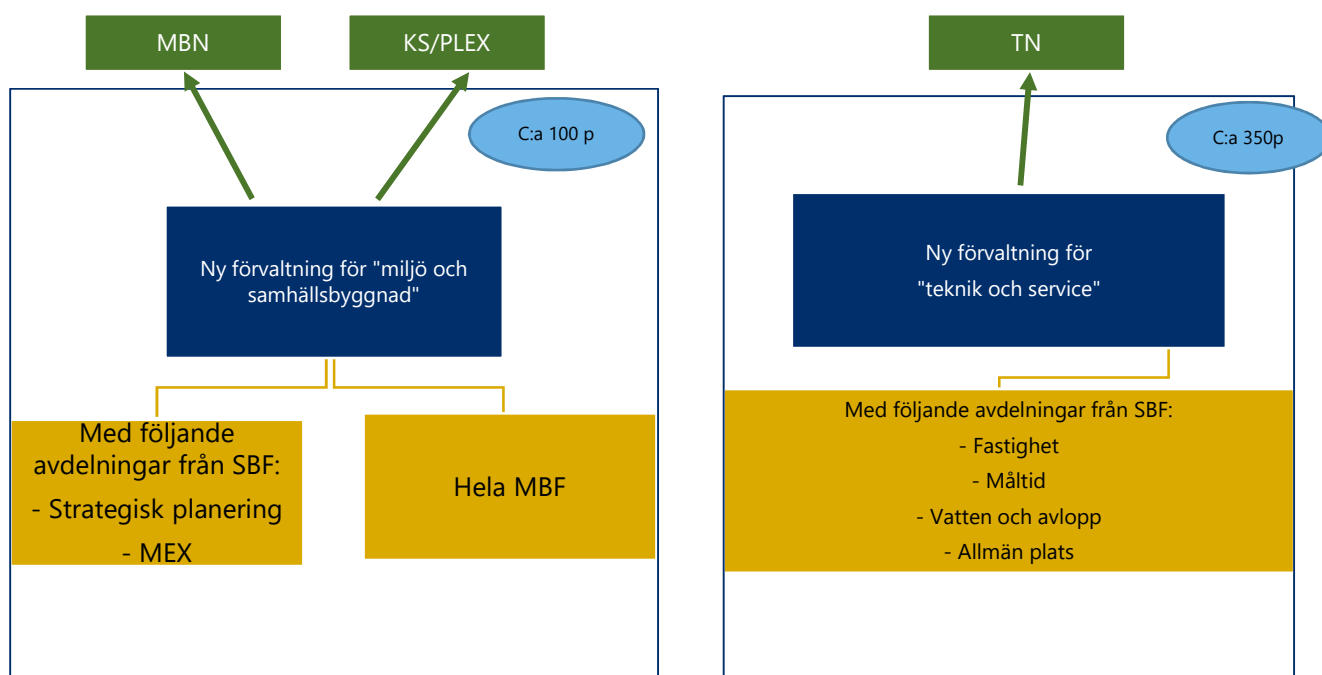 MBN
KS/PLEX
C:a 100 p
Ny förvaltning för "miljö och
samhällsbyggnad"
Med följande
avdelningar från SBF:
- Strategisk planering
- MEX
Hela MBF
TN
C:a 350p
Ny förvaltning för
"teknik och service"
Med följande avdelningar från SBF:
- Fastighet
- Måltid
- Vatten och avlopp
- Allmän plats